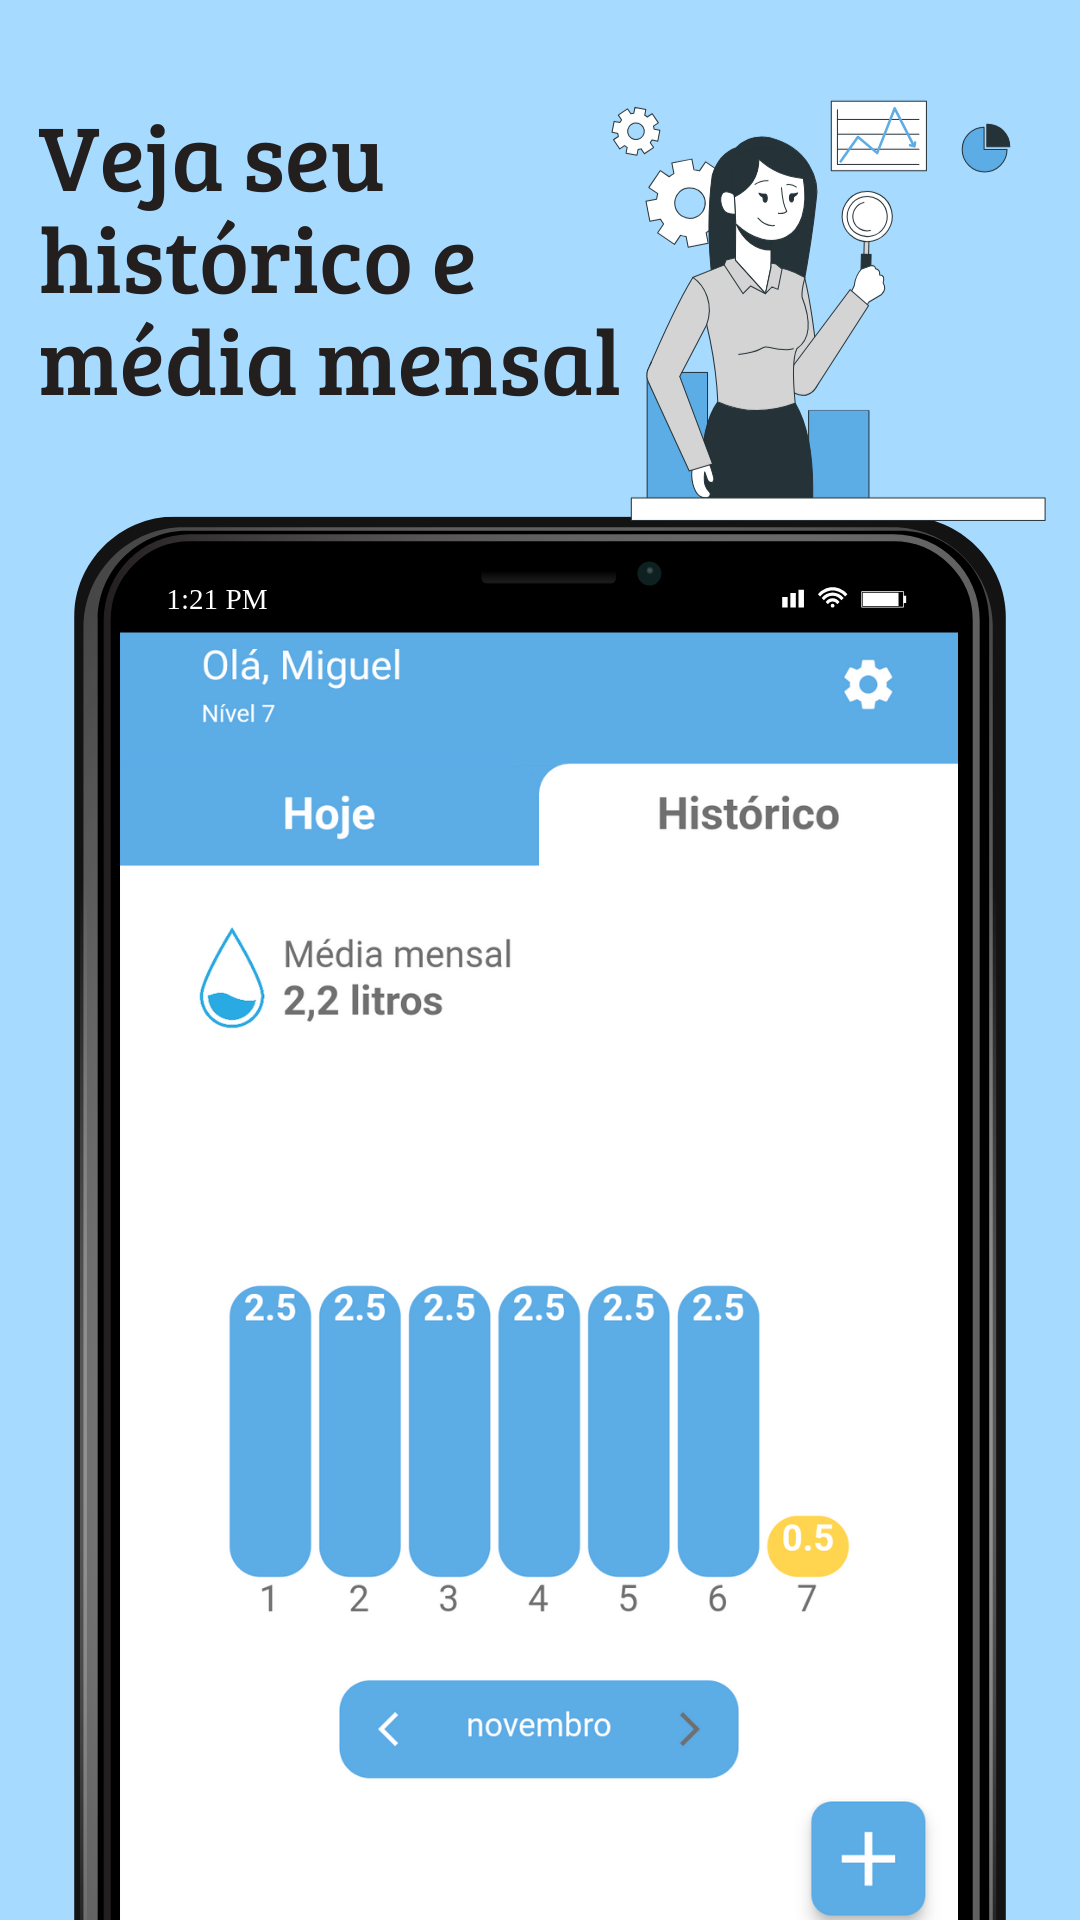 Veja seu
histórico e
média mensal
1:21 PM
Olá, Miguel
Nível 7
Hoje Histórico
Média mensal
2,2 litros
2.5 2.5 2.5 2.5 2.5 2.5
0.5
1 2 3 4 5 6 7
novembro